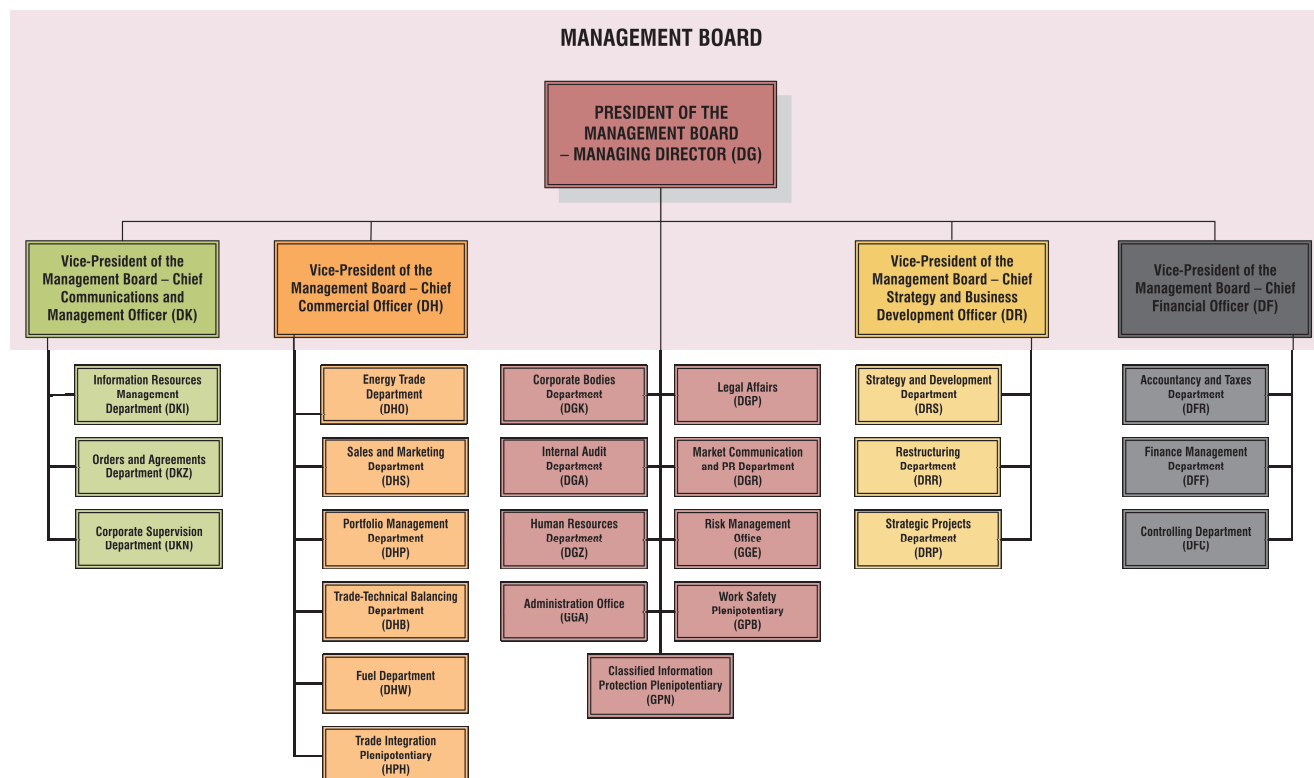 MANAGEMENT BOARD
PRESIDENT OF THE
MANAGEMENT BOARD
– MANAGING DIRECTOR (DG)
Vice-President of the
Management Board – Chief
Communications and
Management Officer (DK)
Vice-President of the
Management Board – Chief
Commercial Officer (DH)
Vice-President of the
Management Board – Chief
Strategy and Business
Development Officer (DR)
Vice-President of the
Management Board – Chief
Financial Officer (DF)
Information Resources
Management
Department (DKI)
Orders and Agreements
Department (DKZ)
Corporate Supervision
Department (DKN)
Energy Trade
Department
(DHO)
Sales and Marketing
Department
(DHS)
Portfolio Management
Department
(DHP)
Trade-Technical Balancing
Department
(DHB)
Fuel Department
(DHW)
Trade Integration
Plenipotentiary
(HPH)
Corporate Bodies
Department
(DGK)
Internal Audit
Department
(DGA)
Human Resources
Department
(DGZ)
Administration Office
(GGA)
Legal Affairs
(DGP)
Market Communication
and PR Department
(DGR)
Risk Management
Office
(GGE)
Work Safety
Plenipotentiary
(GPB)
Classified Information
Protection Plenipotentiary
(GPN)
Strategy and Development
Department
(DRS)
Restructuring
Department
(DRR)
Strategic Projects
Department
(DRP)
Accountancy and Taxes
Department
(DFR)
Finance Management
Department
(DFF)
Controlling Department
(DFC)